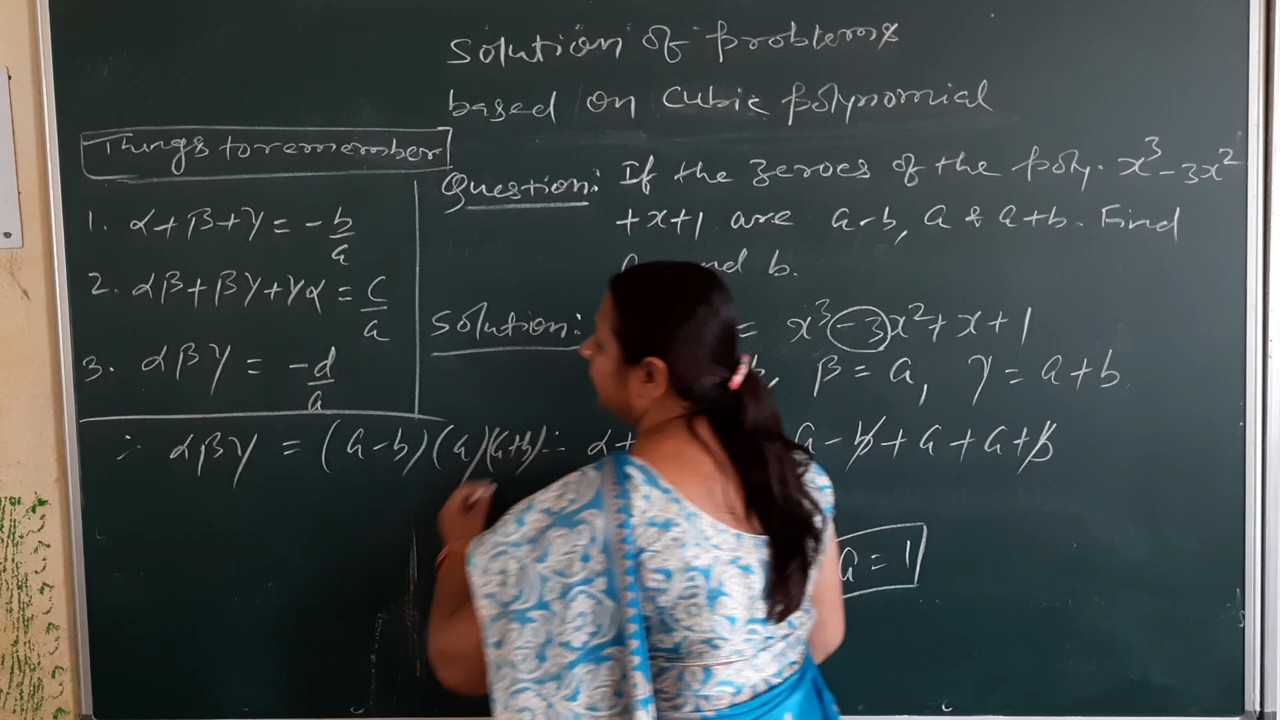 Solution of problems
based on Cubic polynomial
Things to remember
1. α+β+γ = -b/a
2. αβ+βγ+γα = c/a
3. αβγ = -d/a
∴ αβγ = (a-b)(a)(a+b)
Question: If the zeroes of the poly. x³-3x²
+x+1 are a-b, a & a+b. Find
and b.
Solution: = x³-3x²+x+1
b, β = a, γ = a+b.
∴ α+ a-b+a+a+b
a = 1